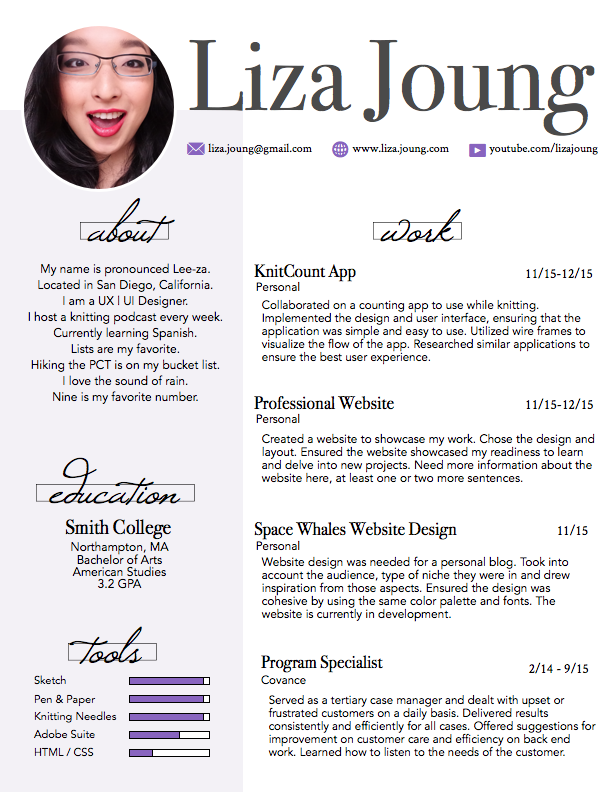 Liza Joung
liza.joung@gmail.com www.liza.joung.com youtube.com/lizajoung
about
My name is pronounced Lee-za.
Located in San Diego, California.
I am a UX | UI Designer.
I host a knitting podcast every week.
Currently learning Spanish.
Lists are my favorite.
Hiking the PCT is on my bucket list.
I love the sound of rain.
Nine is my favorite number.
education
Smith College
Northampton, MA
Bachelor of Arts
American Studies
3.2 GPA
tools
Sketch
Pen & Paper
Knitting Needles
Adobe Suite
HTML / CSS
work
KnitCount App 11/15-12/15
Personal
Collaborated on a counting app to use while knitting.
Implemented the design and user interface, ensuring that the
application was simple and easy to use. Utilized wire frames to
visualize the flow of the app. Researched similar applications to
ensure the best user experience.
Professional Website 11/15-12/15
Personal
Created a website to showcase my work. Chose the design and
layout. Ensured the website showcased my readiness to learn
and delve into new projects. Need more information about the
website here, at least one or two more sentences.
Space Whales Website Design 11/15
Personal
Website design was needed for a personal blog. Took into
account the audience, type of niche they were in and drew
inspiration from those aspects. Ensured the design was
cohesive by using the same color palette and fonts. The
website is currently in development.
Program Specialist 2/14 - 9/15
Covance
Served as a tertiary case manager and dealt with upset or
frustrated customers on a daily basis. Delivered results
consistently and efficiently for all cases. Offered suggestions for
improvement on customer care and efficiency on back end
work. Learned how to listen to the needs of the customer.